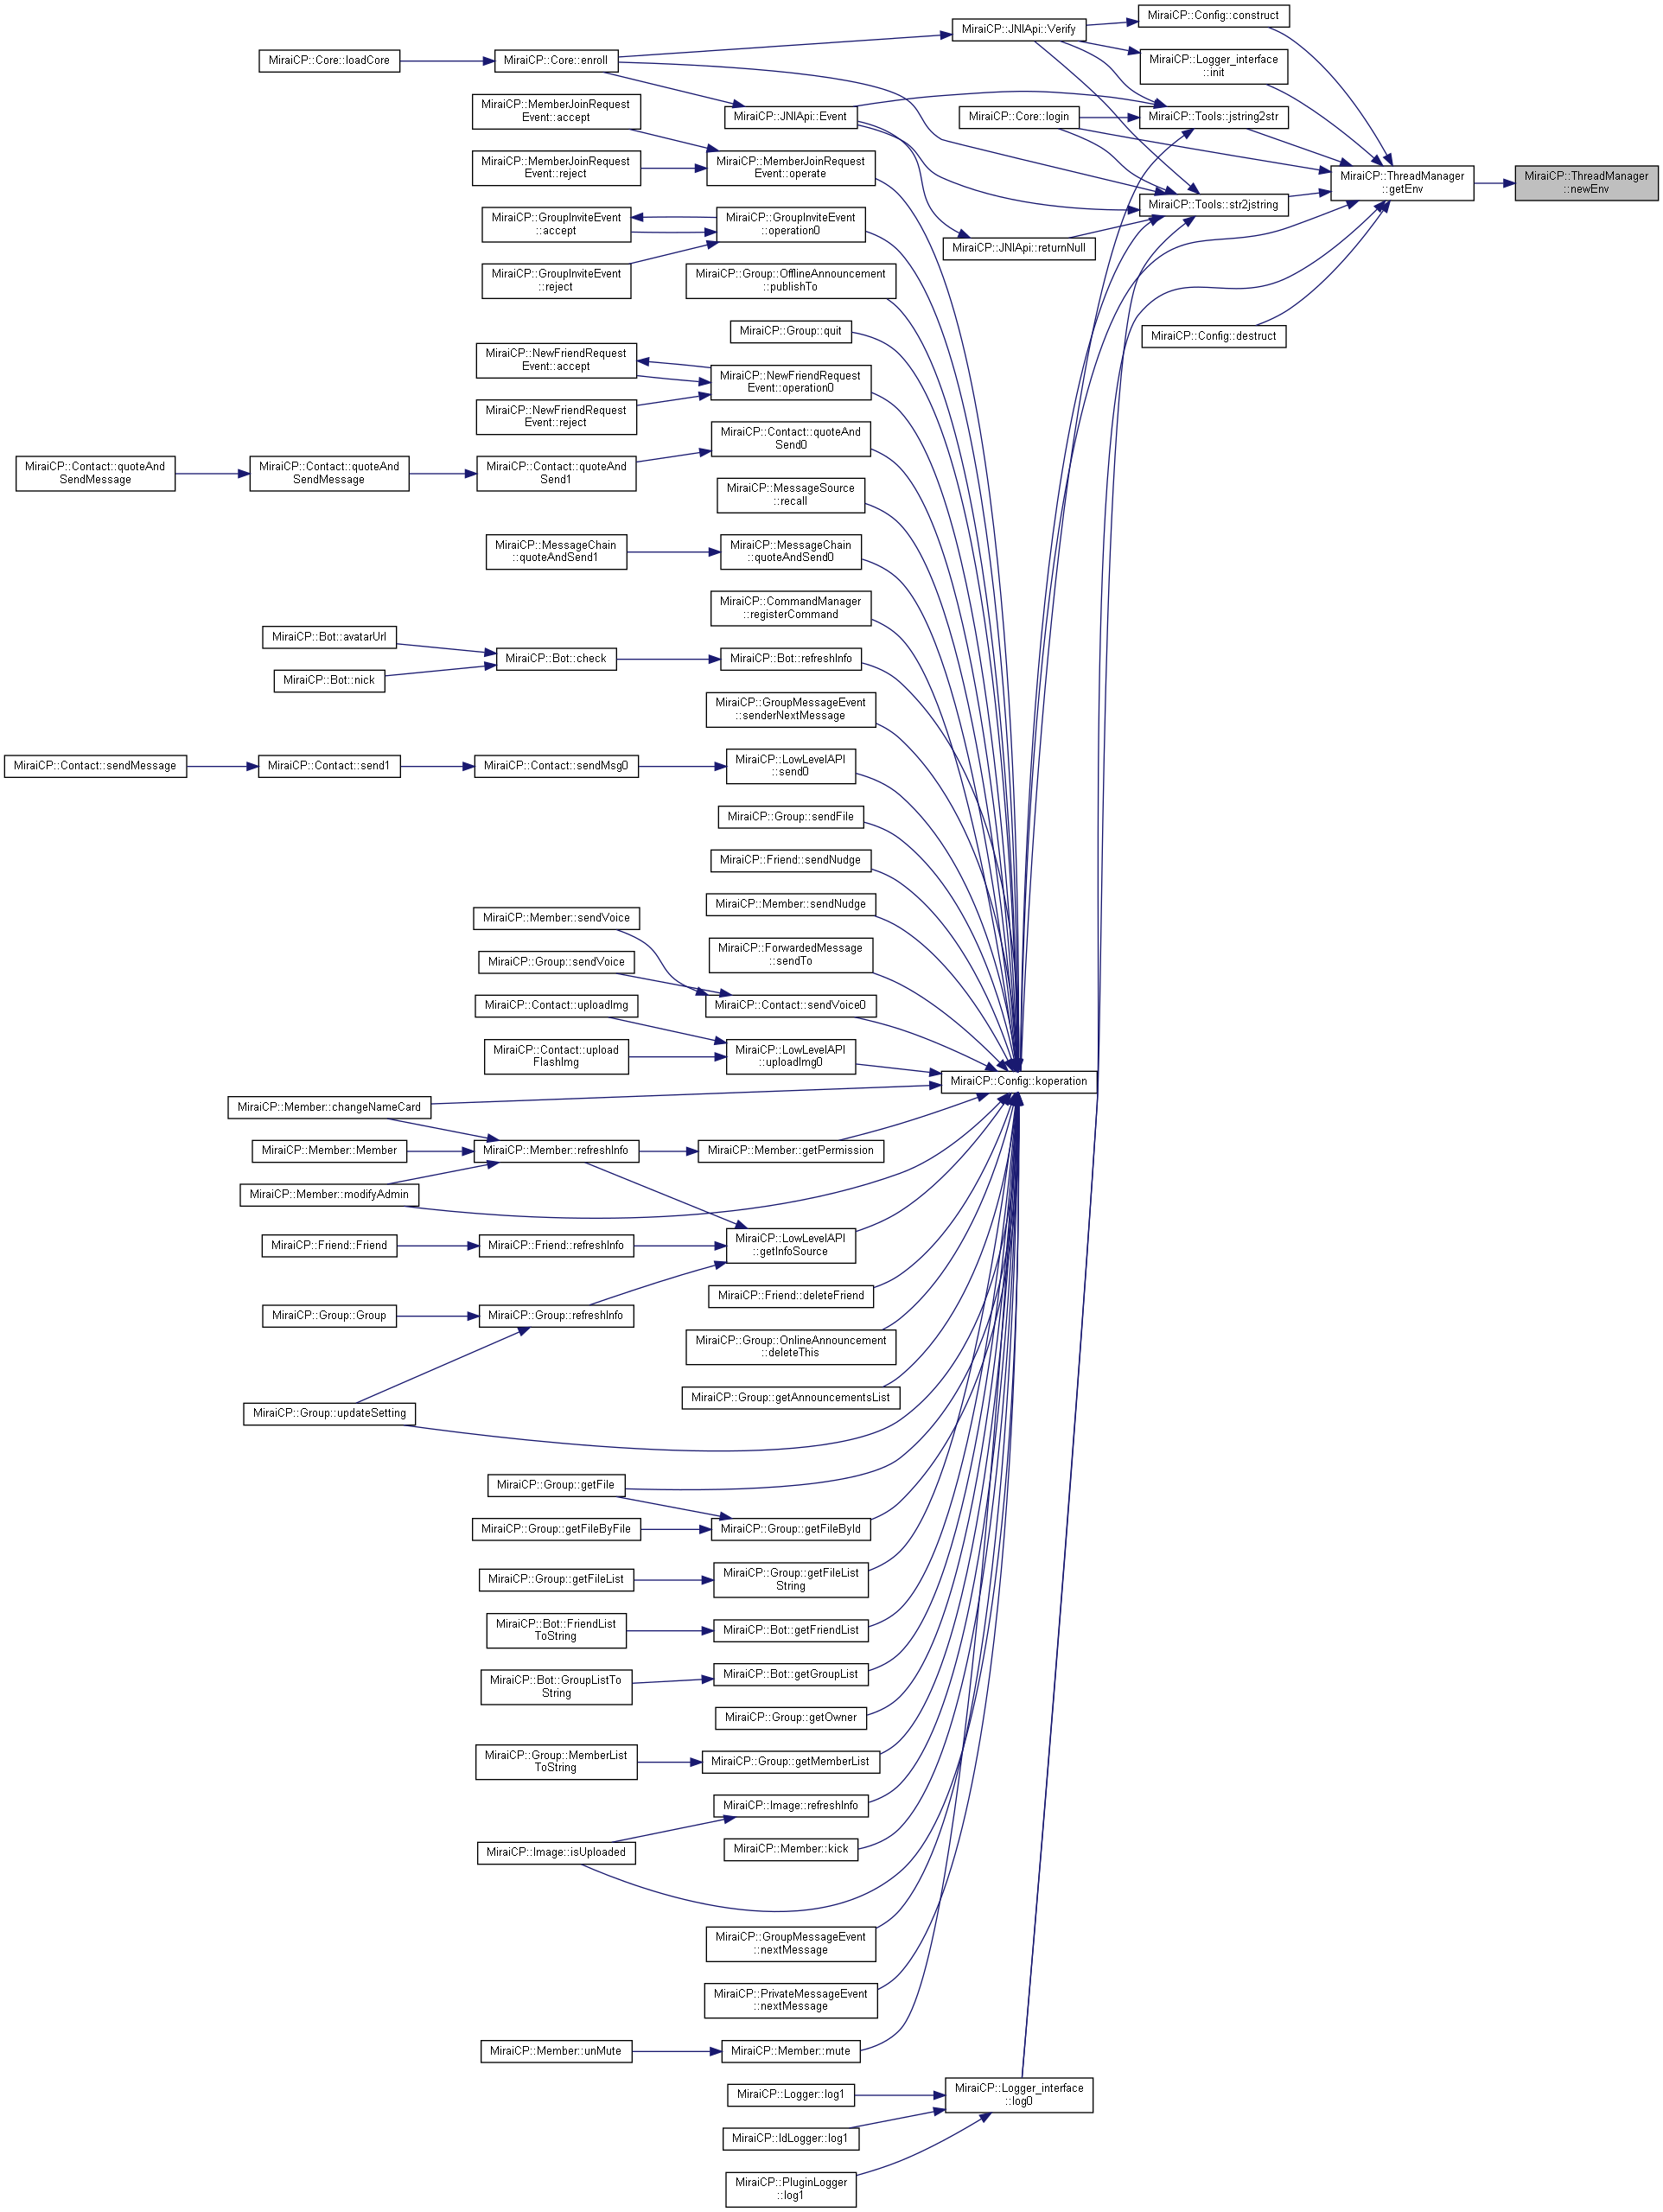 MiraiCP::Config::construct
MiraiCP::JNIApi::Verify
MiraiCP::Core::loadCore
MiraiCP::Core::enroll
MiraiCP::Logger_interface
::init
MiraiCP::MemberJoinRequest
Event::accept
MiraiCP::JNIApi::Event
MiraiCP::Core::login
MiraiCP::Tools::jstring2str
MiraiCP::MemberJoinRequest
Event::reject
MiraiCP::MemberJoinRequest
Event::operate
MiraiCP::ThreadManager
::getEnv
MiraiCP::ThreadManager
::newEnv
MiraiCP::Tools::str2jstring
MiraiCP::GroupInviteEvent
::accept
MiraiCP::GroupInviteEvent
::operation0
MiraiCP::JNIApi::returnNull
MiraiCP::GroupInviteEvent
::reject
MiraiCP::Group::OfflineAnnouncement
::publishTo
MiraiCP::Group::quit
MiraiCP::Config::destruct
MiraiCP::NewFriendRequest
Event::accept
MiraiCP::NewFriendRequest
Event::operation0
MiraiCP::NewFriendRequest
Event::reject
MiraiCP::Contact::quoteAnd
Send0
MiraiCP::Contact::quoteAnd
SendMessage
MiraiCP::Contact::quoteAnd
SendMessage
MiraiCP::Contact::quoteAnd
Send1
MiraiCP::MessageSource
::recall
MiraiCP::MessageChain
::quoteAndSend1
MiraiCP::MessageChain
::quoteAndSend0
MiraiCP::CommandManager
::registerCommand
MiraiCP::Bot::avatarUrl
MiraiCP::Bot::check
MiraiCP::Bot::refreshInfo
MiraiCP::Bot::nick
MiraiCP::GroupMessageEvent
::senderNextMessage
MiraiCP::Contact::sendMessage
MiraiCP::Contact::send1
MiraiCP::Contact::sendMsg0
MiraiCP::LowLevelAPI
::send0
MiraiCP::Group::sendFile
MiraiCP::Friend::sendNudge
MiraiCP::Member::sendNudge
MiraiCP::Member::sendVoice
MiraiCP::ForwardedMessage
::sendTo
MiraiCP::Group::sendVoice
MiraiCP::Contact::uploadImg
MiraiCP::Contact::sendVoice0
MiraiCP::Contact::upload
FlashImg
MiraiCP::LowLevelAPI
::uploadImg0
MiraiCP::Config::koperation
MiraiCP::Member::changeNameCard
MiraiCP::Member::Member
MiraiCP::Member::refreshInfo
MiraiCP::Member::getPermission
MiraiCP::Member::modifyAdmin
MiraiCP::Friend::Friend
MiraiCP::Friend::refreshInfo
MiraiCP::LowLevelAPI
::getInfoSource
MiraiCP::Friend::deleteFriend
MiraiCP::Group::Group
MiraiCP::Group::refreshInfo
MiraiCP::Group::OnlineAnnouncement
::deleteThis
MiraiCP::Group::getAnnouncementsList
MiraiCP::Group::updateSetting
MiraiCP::Group::getFile
MiraiCP::Group::getFileByFile
MiraiCP::Group::getFileById
MiraiCP::Group::getFileList
MiraiCP::Group::getFileList
String
MiraiCP::Bot::FriendList
ToString
MiraiCP::Bot::getFriendList
MiraiCP::Bot::GroupListTo
String
MiraiCP::Bot::getGroupList
MiraiCP::Group::getOwner
MiraiCP::Group::MemberList
ToString
MiraiCP::Group::getMemberList
MiraiCP::Image::refreshInfo
MiraiCP::Image::isUploaded
MiraiCP::Member::kick
MiraiCP::GroupMessageEvent
::nextMessage
MiraiCP::PrivateMessageEvent
::nextMessage
MiraiCP::Member::unMute
MiraiCP::Member::mute
MiraiCP::Logger::log1
MiraiCP::Logger_interface
::log0
MiraiCP::IdLogger::log1
MiraiCP::PluginLogger
::log1